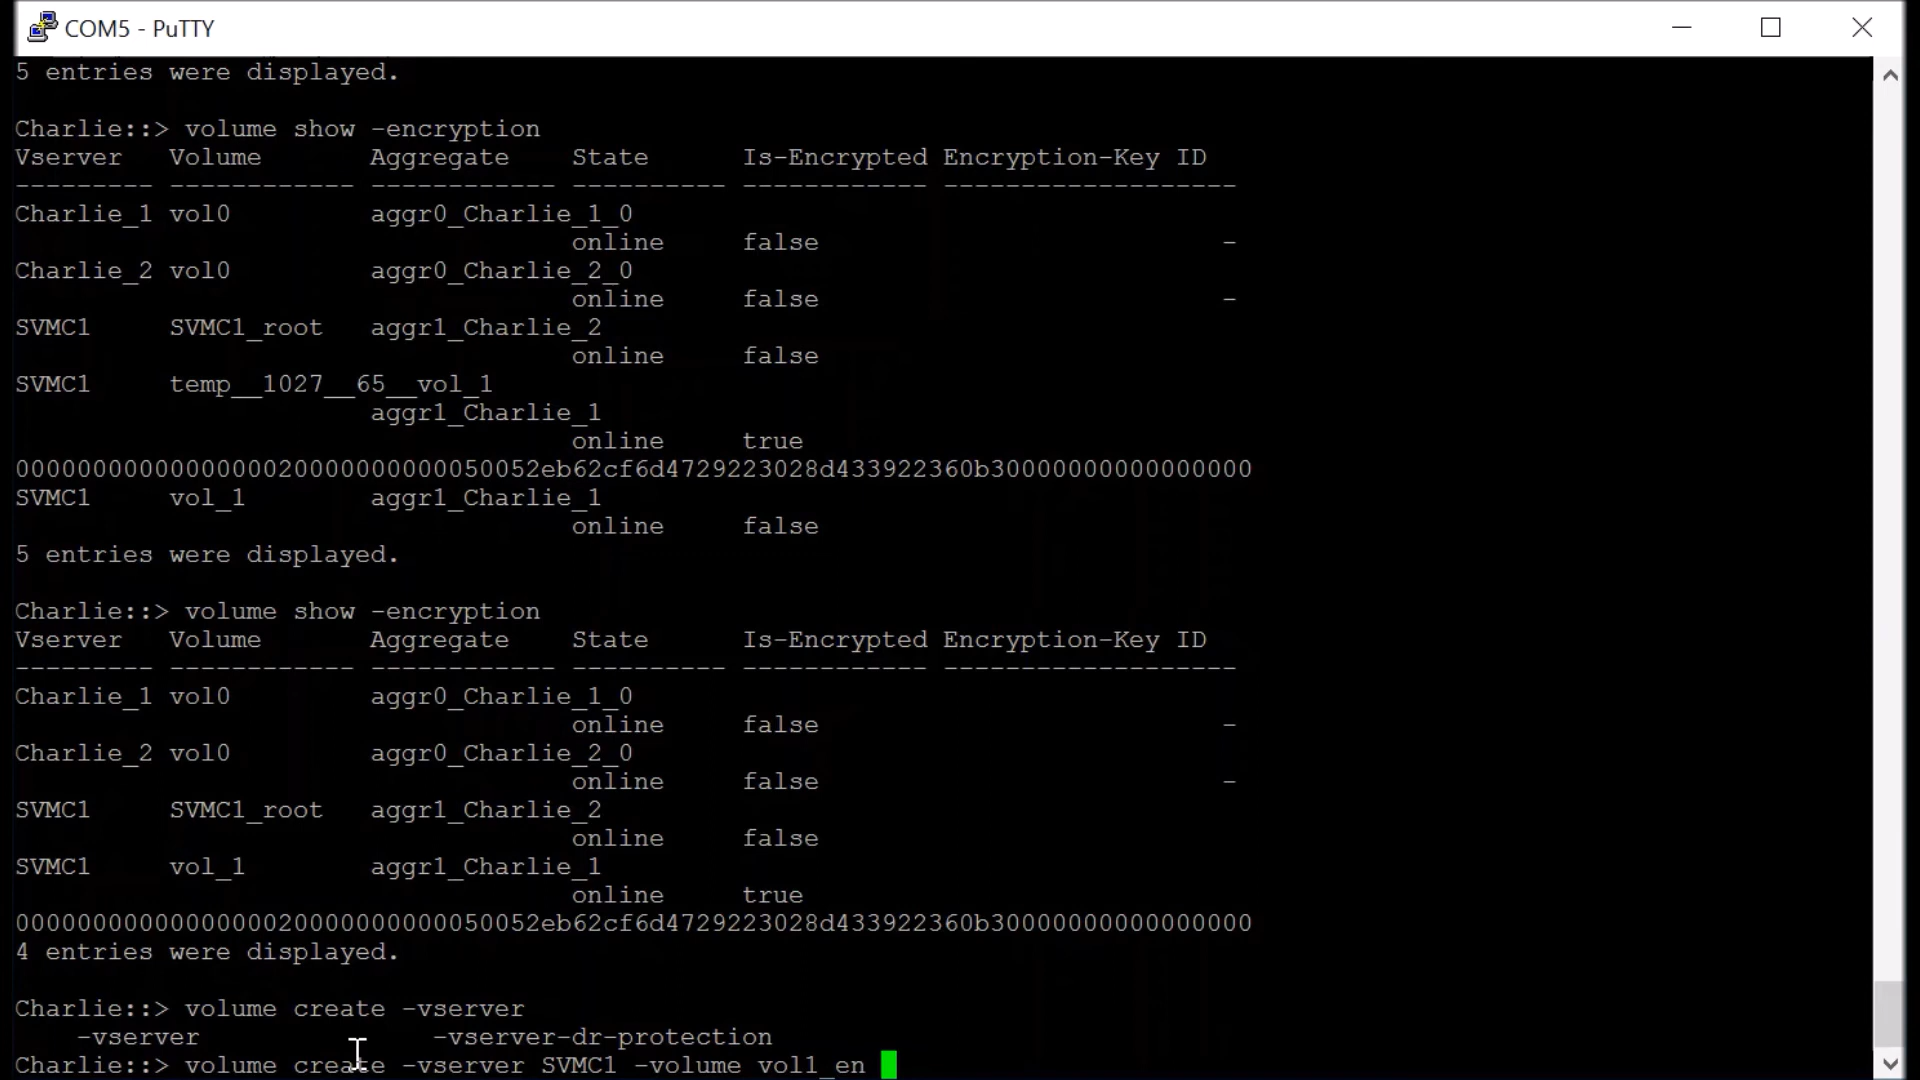 COM5 - PuTTY
5 entries were displayed.
Charlie::> volume show -encryption
Vserver Volume Aggregate State Is-Encrypted Encryption-Key ID
--------- ------------ ------------ ---------- ------------ -------------------
Charlie_1 vol0 aggr0_Charlie_1_0
online false -
Charlie_2 vol0 aggr0_Charlie_2_0
online false -
SVMC1 SVMC1_root aggr1_Charlie_2
online false
SVMC1 temp__1027__65__vol_1
aggr1_Charlie_1
online true
0000000000000000020000000000050052eb62cf6d4729223028d433922360b30000000000000000
SVMC1 vol_1 aggr1_Charlie_1
online false
5 entries were displayed.
Charlie::> volume show -encryption
Vserver Volume Aggregate State Is-Encrypted Encryption-Key ID
--------- ------------ ------------ ---------- ------------ -------------------
Charlie_1 vol0 aggr0_Charlie_1_0
online false -
Charlie_2 vol0 aggr0_Charlie_2_0
online false -
SVMC1 SVMC1_root aggr1_Charlie_2
online false
SVMC1 vol_1 aggr1_Charlie_1
online true
0000000000000000020000000000050052eb62cf6d4729223028d433922360b30000000000000000
4 entries were displayed.
Charlie::> volume create -vserver
-vserver -vserver-dr-protection
Charlie::> volume create -vserver SVMC1 -volume vol1_en